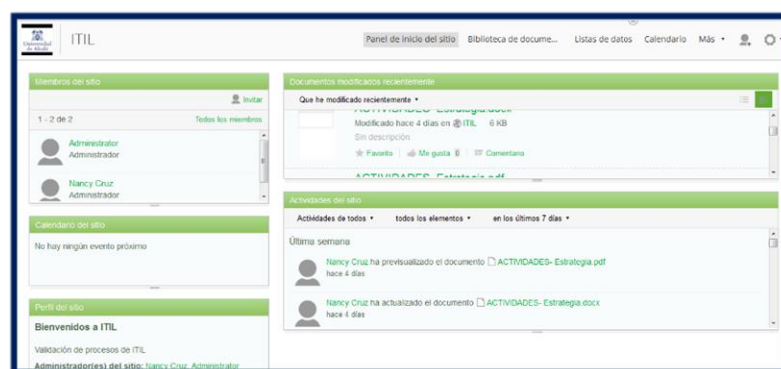 Universidad
de Alcalá
ITIL
Panel de inicio del sitio
Biblioteca de docume...
Listas de datos
Calendario
Más
Miembros del sitio
Invitar
1 - 2 de 2
Todos los miembros
Administrator
Administrador
Nancy Cruz
Administrador
Calendario del sitio
No hay ningún evento próximo
Perfil del sitio
Bienvenidos a ITIL
Validación de procesos de ITIL
Administrador(es) del sitio: Nancy Cruz, Administrator
Documentos modificados recientemente
Que he modificado recientemente
ACTIVIDADES- Estrategia.docx
Modificado hace 4 días en ITIL 6 KB
Sin descripción
Favorito Me gusta 0 Comentario
ACTIVIDADES- Estrategia.pdf
Actividades del sitio
Actividades de todos todos los elementos en los últimos 7 días
Última semana
Nancy Cruz ha previsualizado el documento ACTIVIDADES- Estrategia.pdf
hace 4 días
Nancy Cruz ha actualizado el documento ACTIVIDADES- Estrategia.docx
hace 4 días